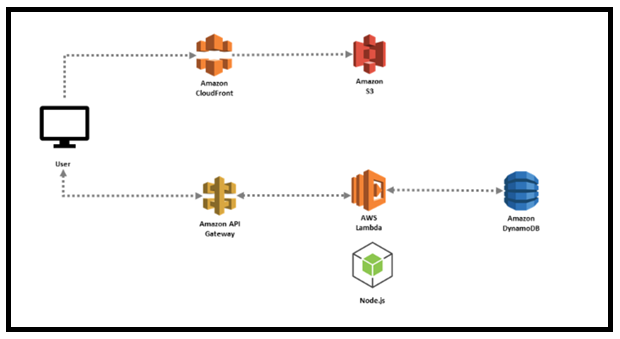 Amazon
CloudFront
Amazon
S3
User
Amazon API
Gateway
AWS
Lambda
Amazon
DynamoDB
Node.js